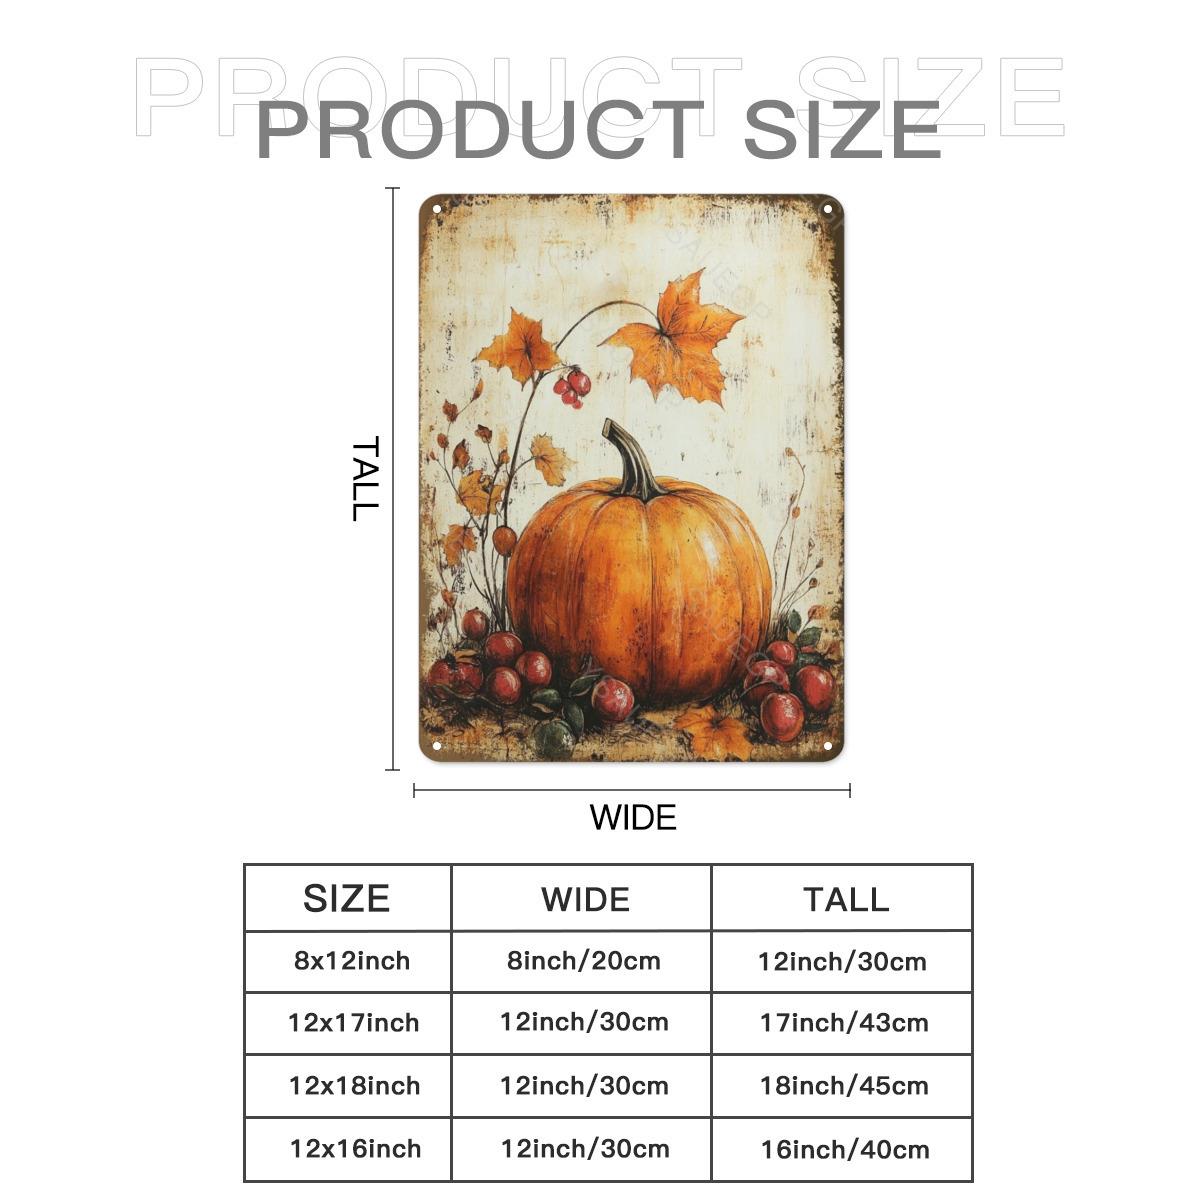 PRODUCT SIZE
PRODUCT SIZE
TALL
WIDE
SIZE WIDE TALL
8x12inch 8inch/20cm 12inch/30cm
12x17inch 12inch/30cm 17inch/43cm
12x18inch 12inch/30cm 18inch/45cm
12x16inch 12inch/30cm 16inch/40cm